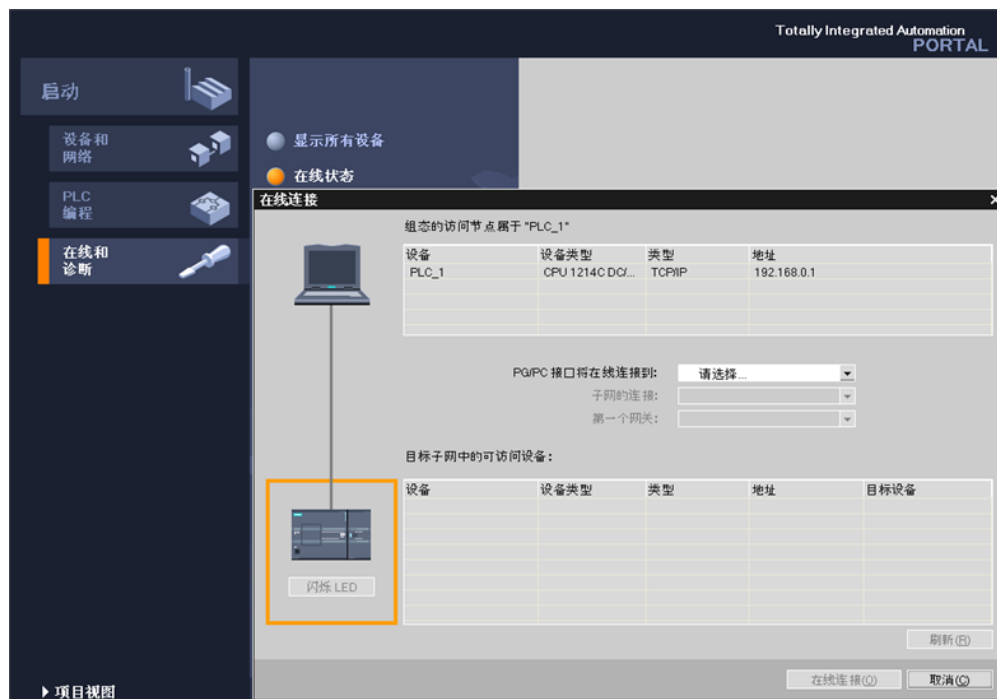 Totally Integrated Automation
PORTAL
启动
设备和
网络
PLC
编程
在线和
诊断
显示所有设备
在线状态
在线连接
组态的访问节点属于 "PLC_1"
设备 设备类型 类型 地址
PLC_1 CPU 1214C DC/... TCP/IP 192.168.0.1
PG/PC 接口将在线连接到: 请选择...
子网的连接:
第一个网关:
目标子网中的可访问设备:
设备 设备类型 类型 地址 目标设备
闪烁 LED
刷新(R)
在线连接(O) 取消(C)
项目视图